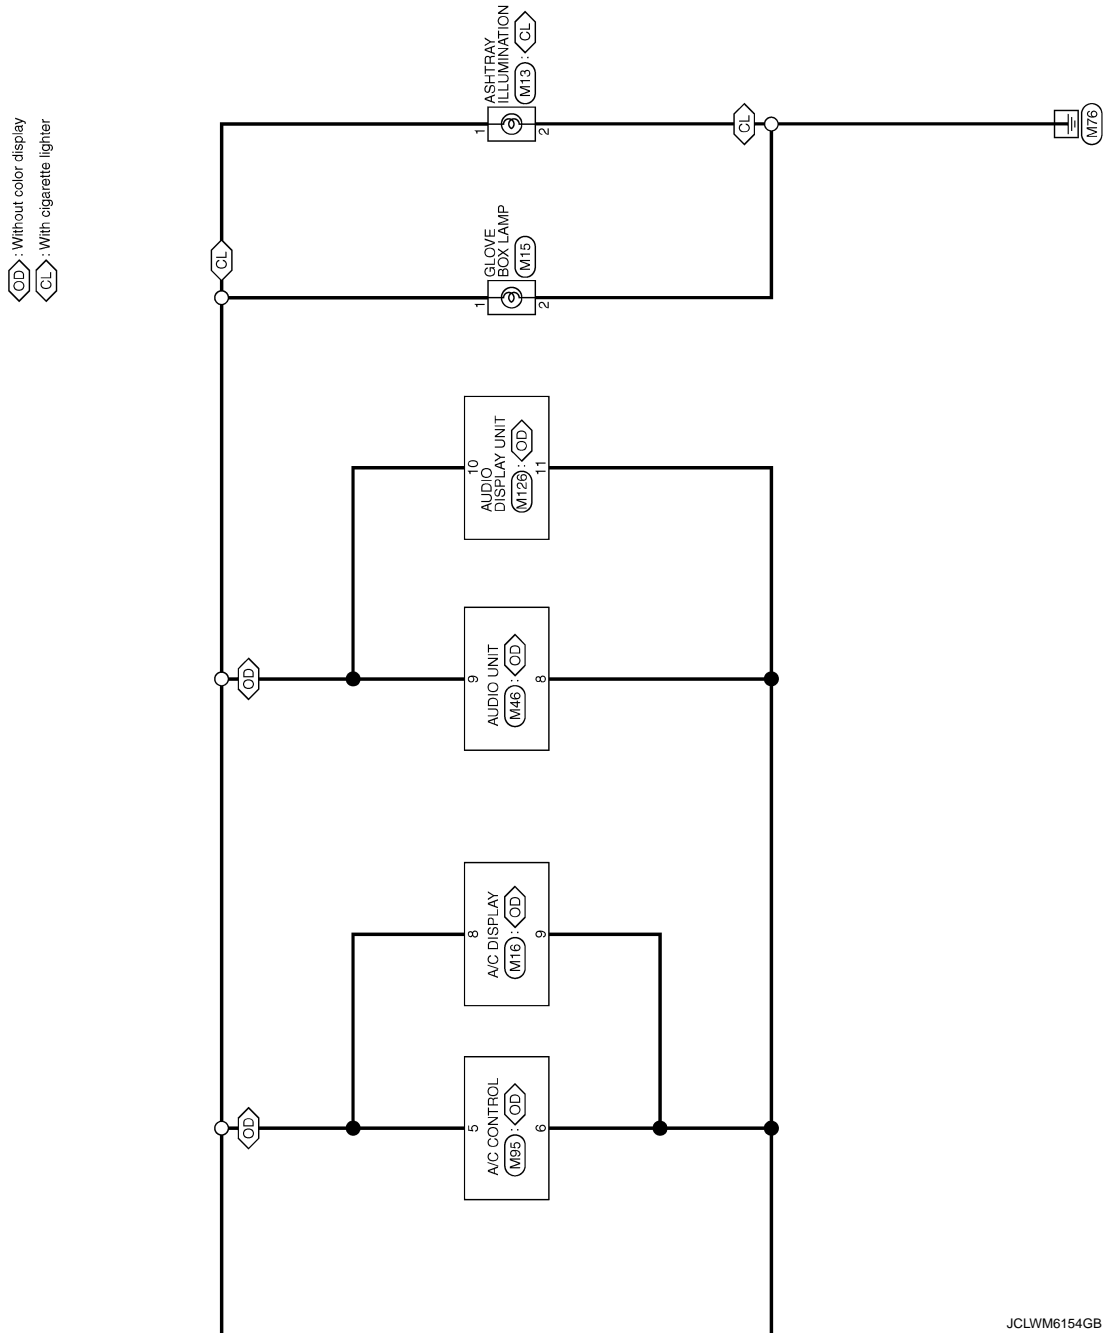 OD : Without color display
CL : With cigarette lighter
ASHTRAY
ILLUMINATION
M13 : CL
1
2
CL
CL
M76
GLOVE
BOX LAMP
M15
1
2
AUDIO
DISPLAY UNIT
M126 : OD
10
11
OD
AUDIO UNIT
M46 : OD
9
8
A/C DISPLAY
M16 : OD
8
9
OD
A/C CONTROL
M95 : OD
5
6
JCLWM6154GB